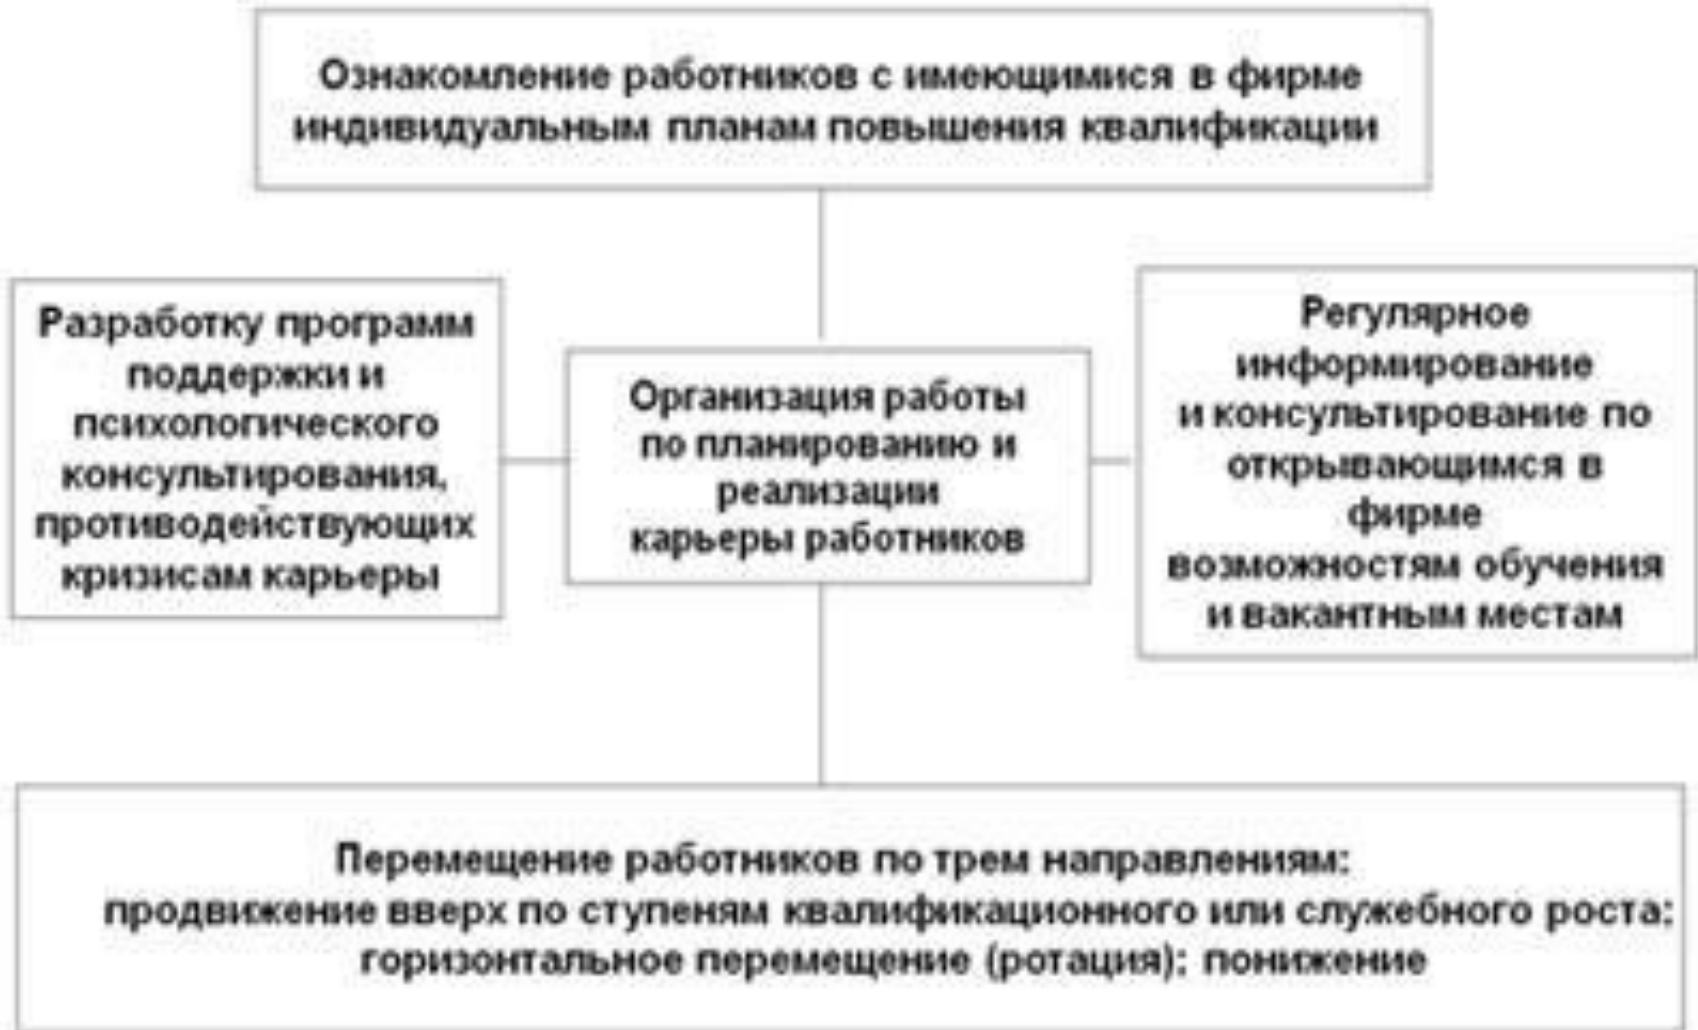 Ознакомление работников с имеющимися в фирме
индивидуальным планам повышения квалификации
Разработку программ
поддержки и
психологического
консультирования,
противодействующих
кризисам карьеры
Организация работы
по планированию и
реализации
карьеры работников
Регулярное
информирование
и консультирование по
открывающимся в
фирме
возможностям обучения
и вакантным местам
Перемещение работников по трем направлениям:
продвижение вверх по ступеням квалификационного или служебного роста;
горизонтальное перемещение (ротация); понижение